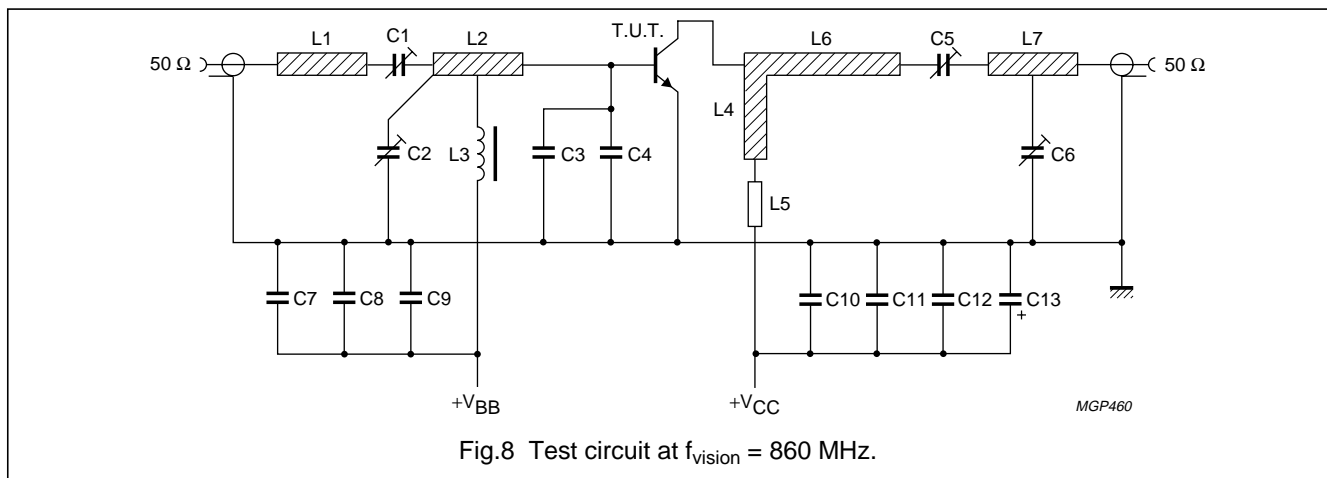 T.U.T.
L1
C1
L2
L6
C5
L7
50 Ω
50 Ω
L4
C2
L3
C3
C4
C6
L5
C7
C8
C9
C10
C11
C12
C13
+
+VBB
+VCC
MGP460
Fig.8 Test circuit at fvision = 860 MHz.